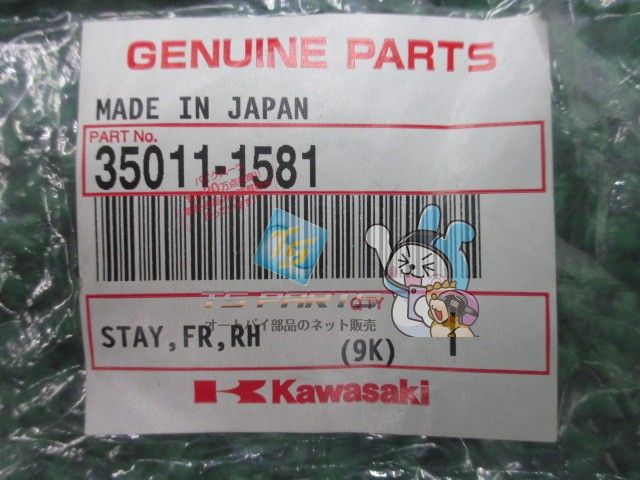 GENUINE PARTS
MADE IN JAPAN
PART No.
35011-1581
TS
TS PARTS
QTY
オートバイ部品のネット販売
STAY,FR,RH
(9K) 1
Kawasaki